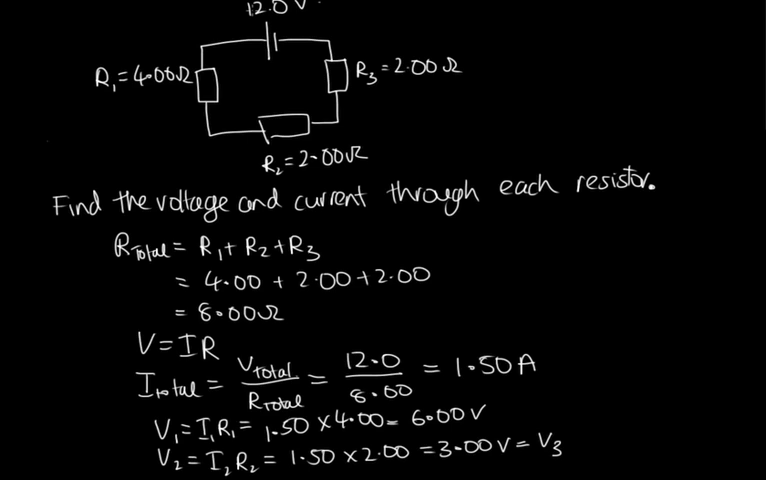 12.0 V
R₁=4.00Ω
R₃=2.00Ω
R₂=2.00Ω
Find the voltage and current through each resistor.
R_Total = R₁+R₂+R₃
= 4.00 + 2.00+2.00
= 8.00Ω
V=IR
I_total = V_total / R_Total = 12.0 / 8.00 = 1.50 A
V₁=I₁R₁= 1.50 ×4.00= 6.00 V
V₂=I₂R₂= 1.50 ×2.00 =3.00 V= V₃